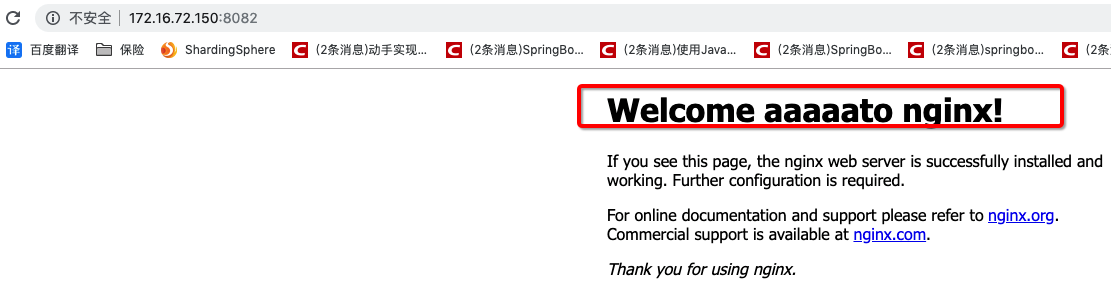 不安全 172.16.72.150:8082
译 百度翻译 保险 ShardingSphere C (2条消息)动手实现... C (2条消息)SpringBo... C (2条消息)使用Java... C (2条消息)SpringBo... C (2条消息)springbo... C (2条
Welcome aaaaato nginx!
If you see this page, the nginx web server is successfully installed and
working. Further configuration is required.
For online documentation and support please refer to nginx.org.
Commercial support is available at nginx.com.
Thank you for using nginx.